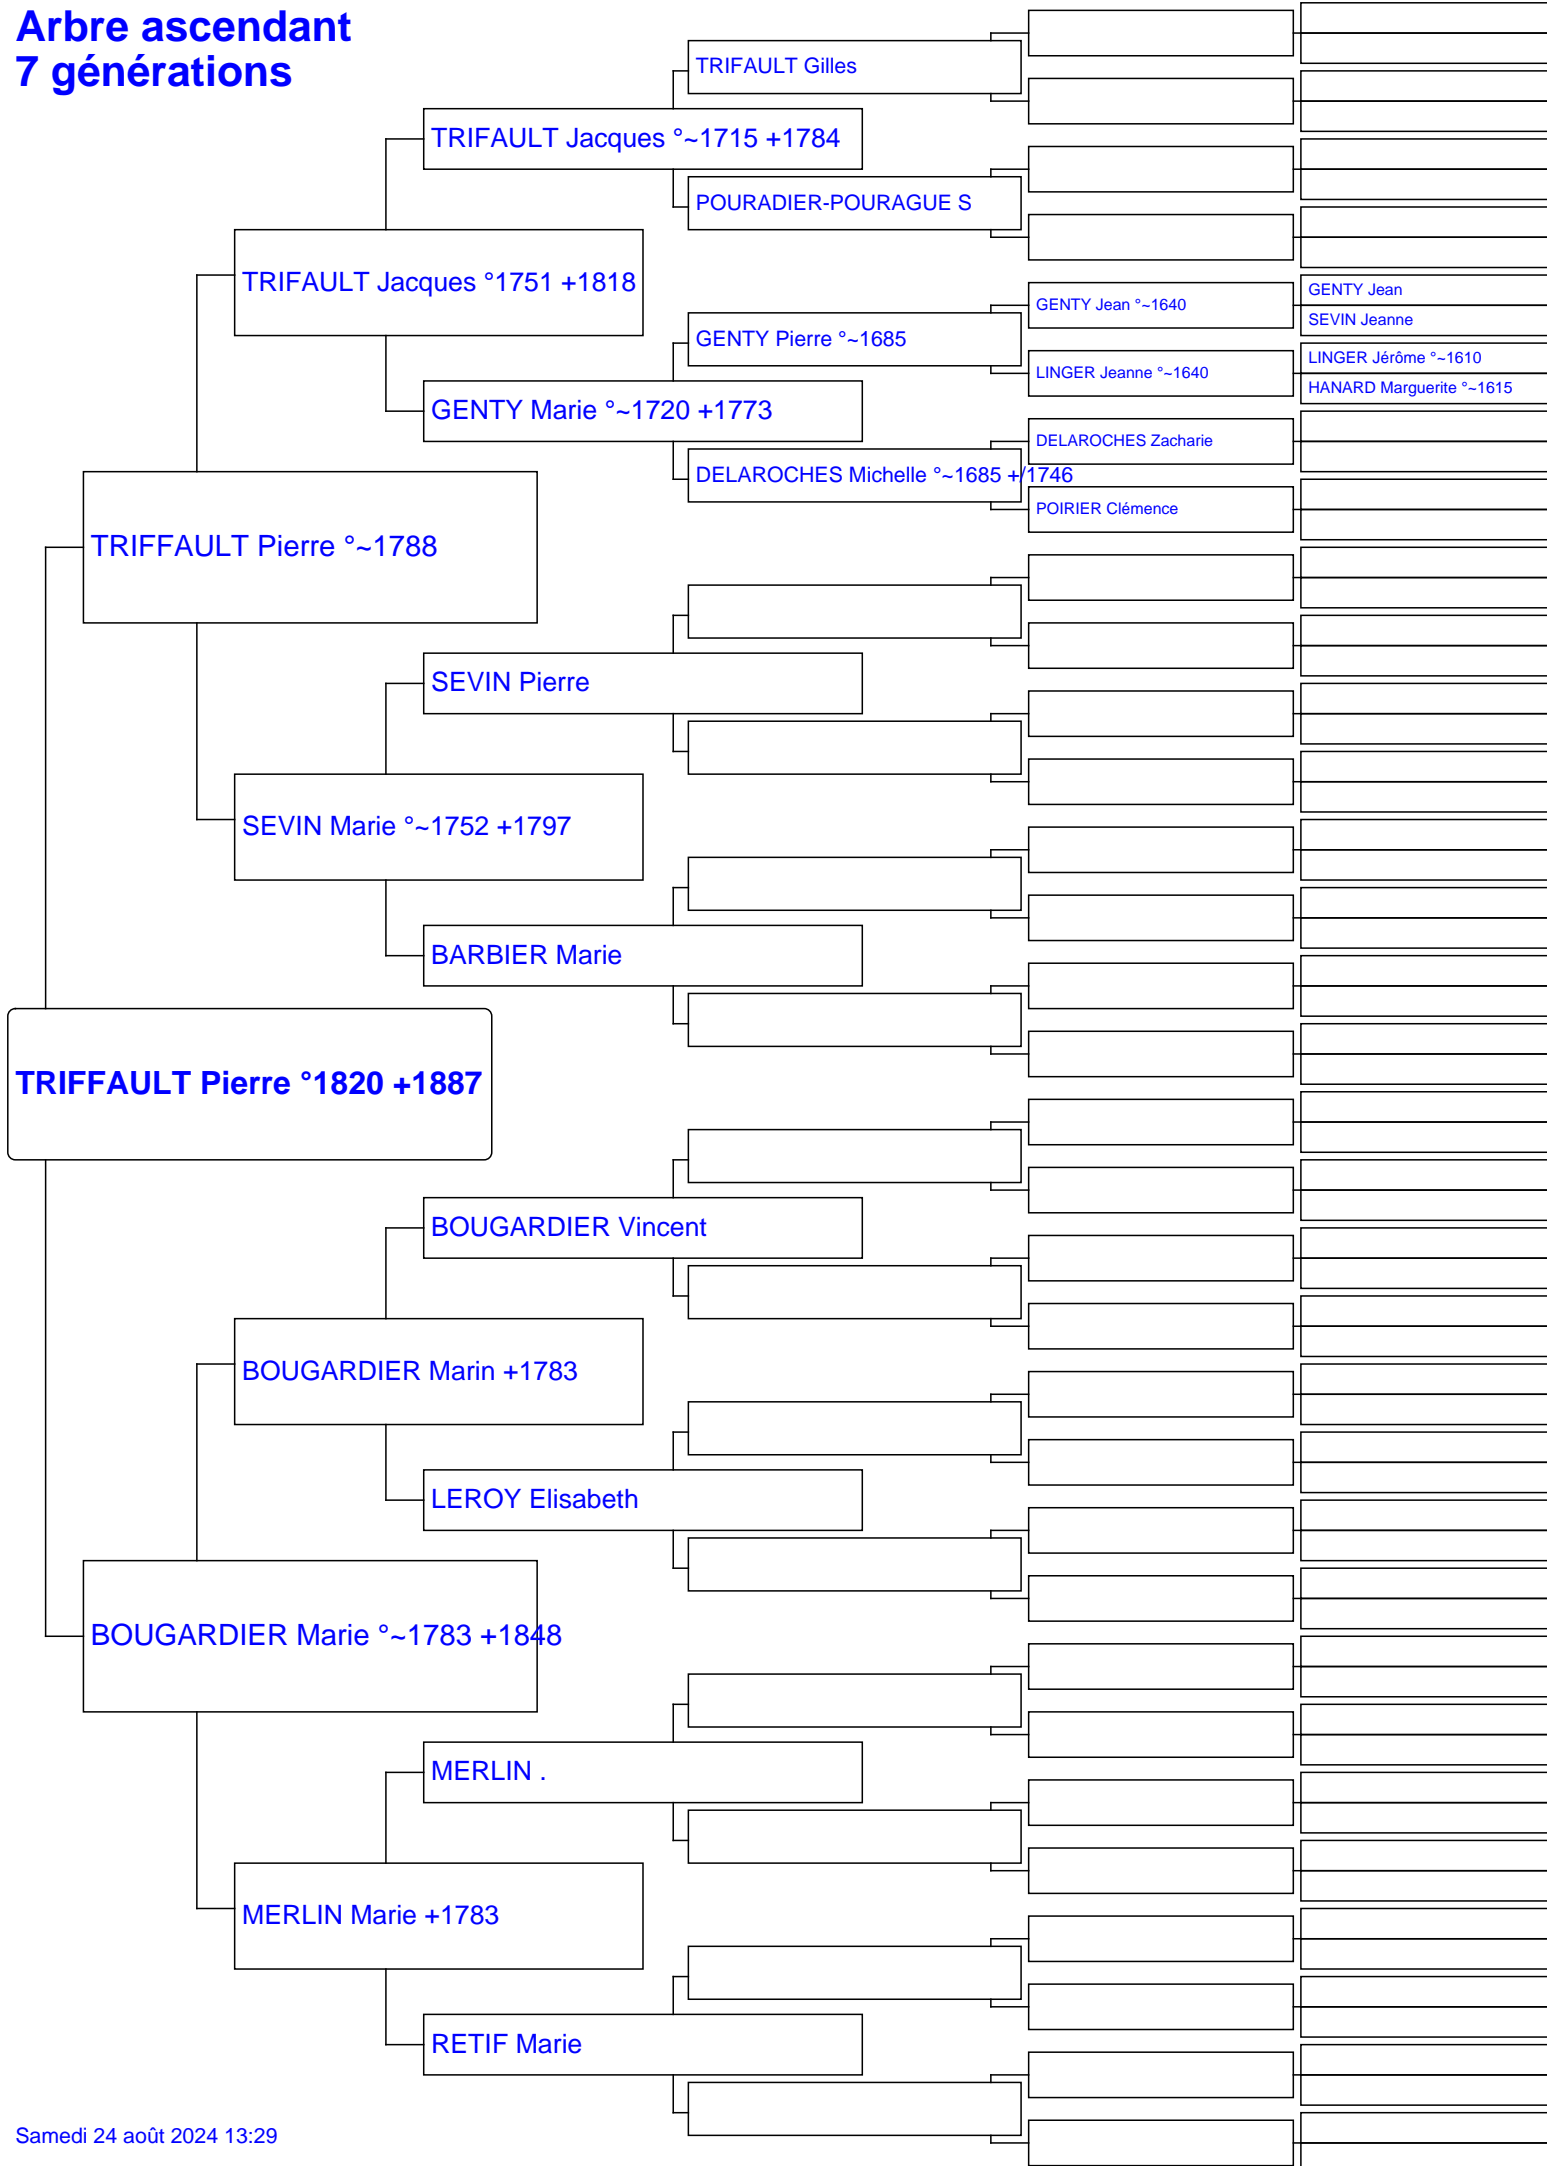 Arbre ascendant
7 générations
TRIFAULT Gilles
TRIFAULT Jacques °~1715 +1784
POURADIER-POURAGUE S
TRIFAULT Jacques °1751 +1818
GENTY Jean °~1640
GENTY Jean
SEVIN Jeanne
GENTY Pierre °~1685
LINGER Jeanne °~1640
LINGER Jérôme °~1610
HANARD Marguerite °~1615
GENTY Marie °~1720 +1773
DELAROCHES Zacharie
DELAROCHES Michelle °~1685 +/1746
POIRIER Clémence
TRIFFAULT Pierre °~1788
SEVIN Pierre
SEVIN Marie °~1752 +1797
BARBIER Marie
TRIFFAULT Pierre °1820 +1887
BOUGARDIER Vincent
BOUGARDIER Marin +1783
LEROY Elisabeth
BOUGARDIER Marie °~1783 +1848
MERLIN .
MERLIN Marie +1783
RETIF Marie
Samedi 24 août 2024 13:29